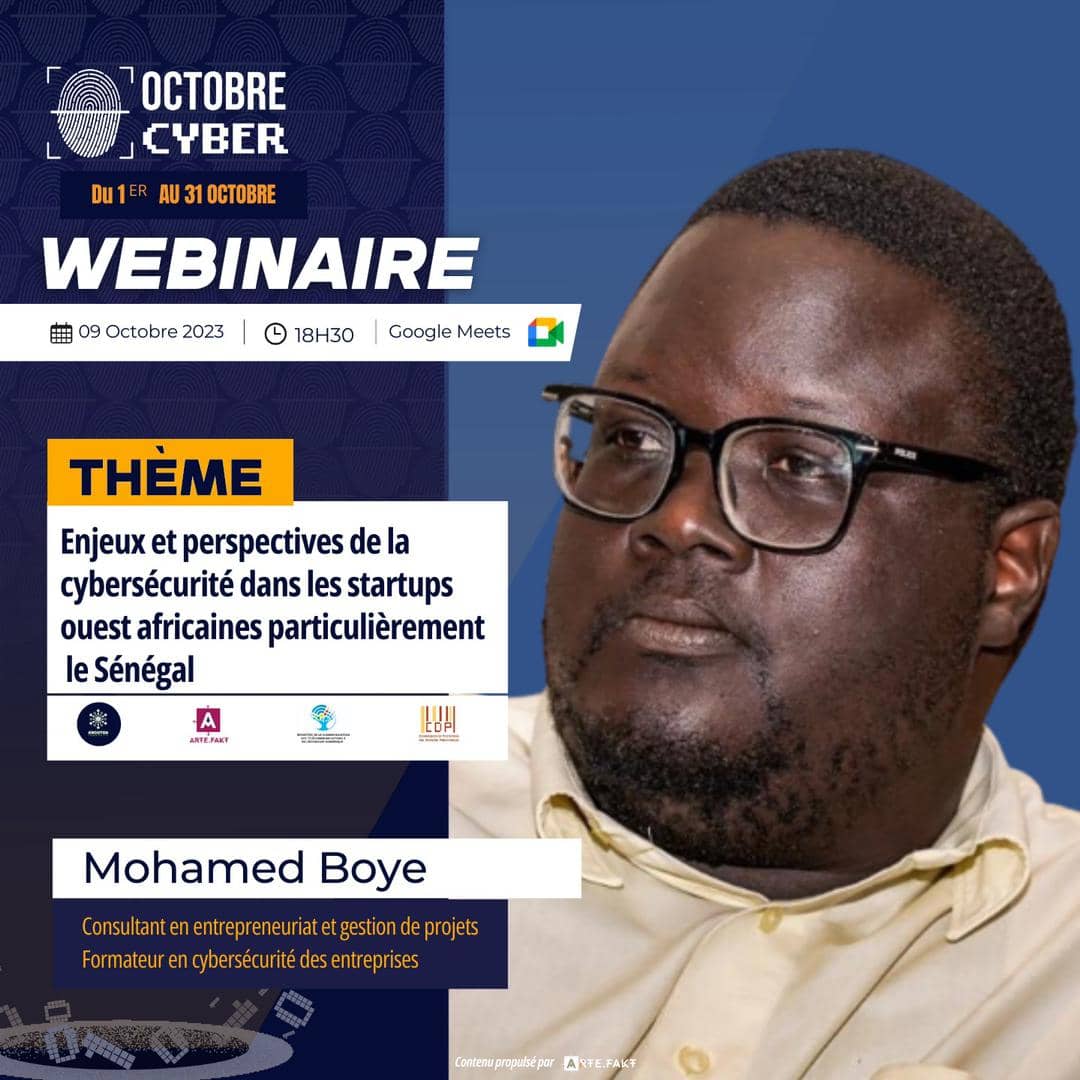 OCTOBRE
CYBER
Du 1ER AU 31 OCTOBRE
WEBINAIRE
09 Octobre 2023
18H30
Google Meets
THÈME
Enjeux et perspectives de la
cybersécurité dans les startups
ouest africaines particulièrement
le Sénégal
A
ARTE.FAKT
CDP
Mohamed Boye
Consultant en entrepreneuriat et gestion de projets
Formateur en cybersécurité des entreprises
POLICE
Contenu propulsé par ARTE.FAKT